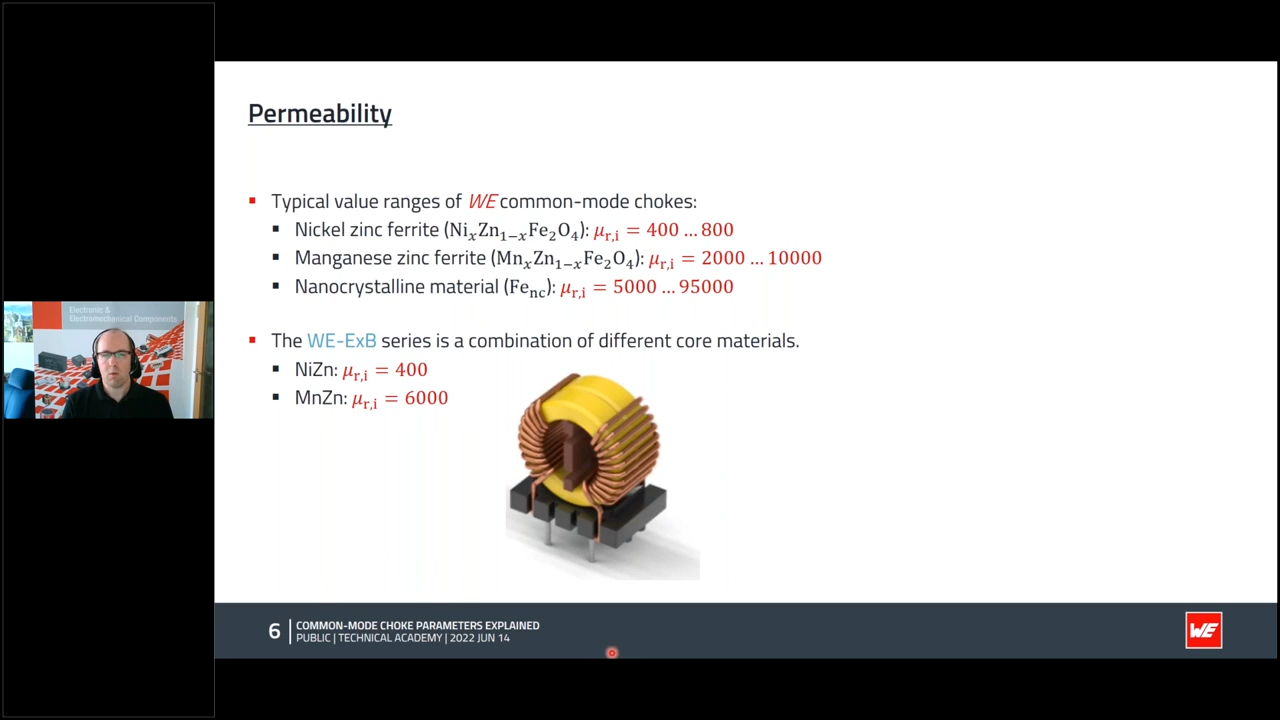 Permeability
▪ Typical value ranges of WE common-mode chokes:
▪ Nickel zinc ferrite (NiₓZn₁₋ₓFe₂O₄): μr,i = 400 … 800
▪ Manganese zinc ferrite (MnₓZn₁₋ₓFe₂O₄): μr,i = 2000 … 10000
▪ Nanocrystalline material (Fenc): μr,i = 5000 … 95000
▪ The WE-ExB series is a combination of different core materials.
▪ NiZn: μr,i = 400
▪ MnZn: μr,i = 6000
Electronic &
Electromechanical Components
6
COMMON-MODE CHOKE PARAMETERS EXPLAINED
PUBLIC | TECHNICAL ACADEMY | 2022 JUN 14
WE